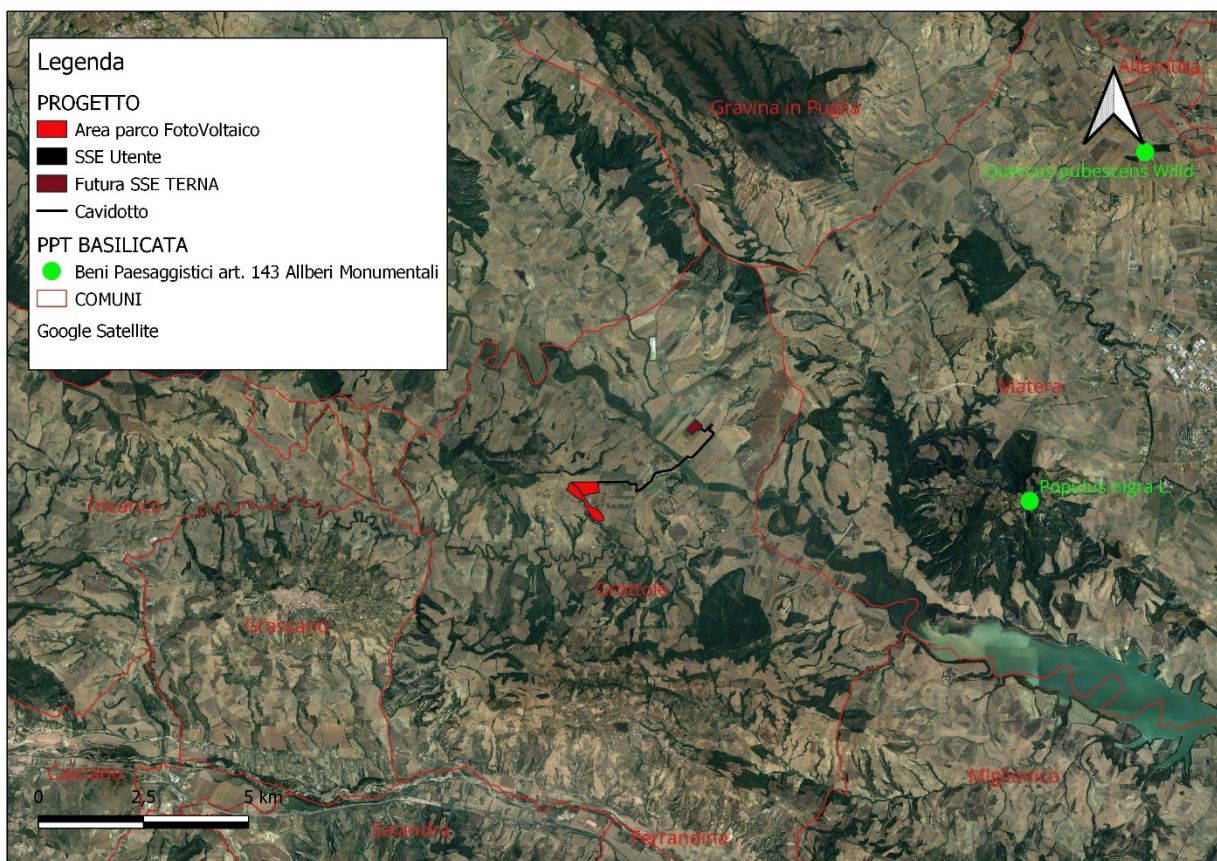 Legenda
PROGETTO
Area parco FotoVoltaico
SSE Utente
Futura SSE TERNA
Cavidotto
PPT BASILICATA
Beni Paesaggistici art. 143 Allberi Monumentali
COMUNI
Google Satellite
Altamura
Gravina in Puglia
Quercus pubescens Willd.
Matera
Populus nigra L.
Tricarico
Grottole
Grassano
Calciano
Miglionico
Salandra
Ferrandina
0 2,5 5 km